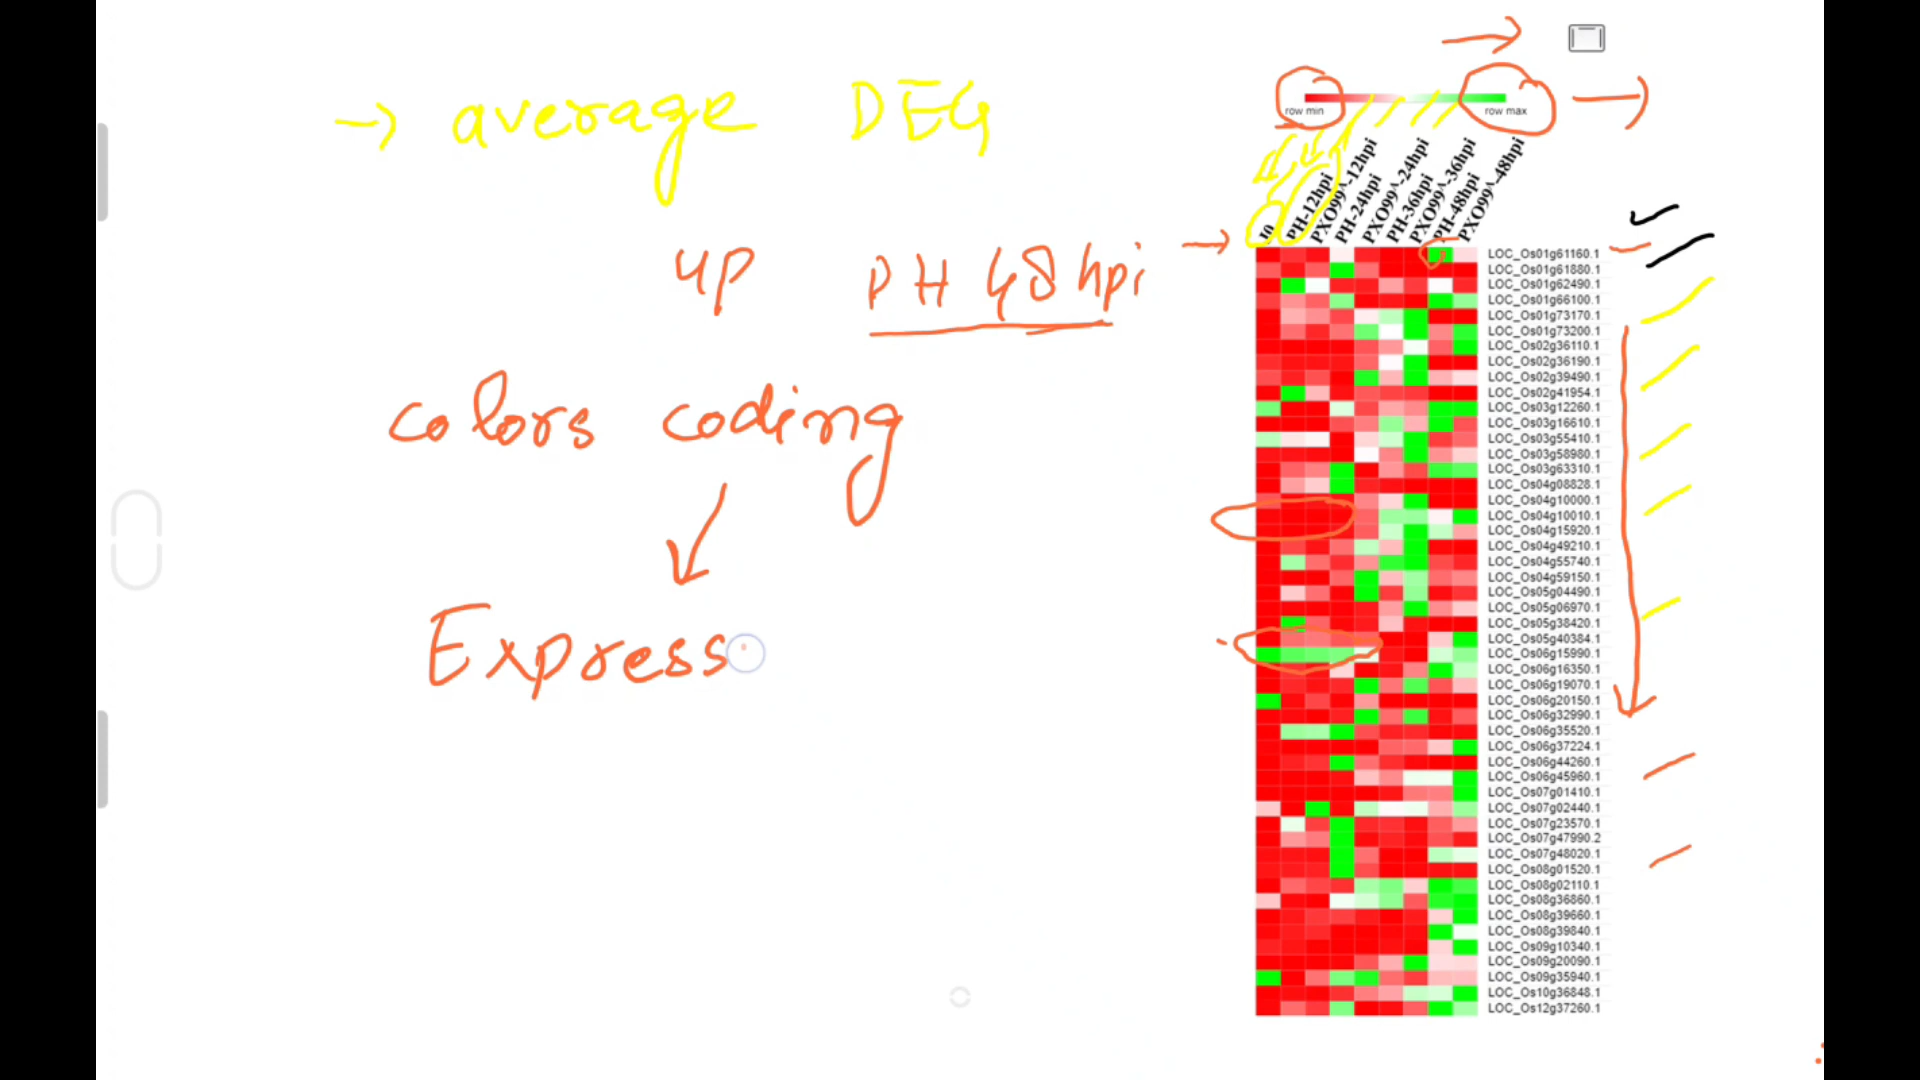 → average DEG
up PH 48 hpi →
colors coding
Express
row min row max
J0 PH-12hpi PXO99^-12hpi PH-24hpi PXO99^-24hpi PH-36hpi PXO99^-36hpi PH-48hpi PXO99^-48hpi
LOC_Os01g61160.1
LOC_Os01g61880.1
LOC_Os01g62490.1
LOC_Os01g66100.1
LOC_Os01g73170.1
LOC_Os01g73200.1
LOC_Os02g36110.1
LOC_Os02g36190.1
LOC_Os02g39490.1
LOC_Os02g41954.1
LOC_Os03g12260.1
LOC_Os03g16610.1
LOC_Os03g55410.1
LOC_Os03g58980.1
LOC_Os03g63310.1
LOC_Os04g08828.1
LOC_Os04g10000.1
LOC_Os04g10010.1
LOC_Os04g15920.1
LOC_Os04g49210.1
LOC_Os04g55740.1
LOC_Os04g59150.1
LOC_Os05g04490.1
LOC_Os05g06970.1
LOC_Os05g38420.1
LOC_Os05g40384.1
LOC_Os06g15990.1
LOC_Os06g16350.1
LOC_Os06g19070.1
LOC_Os06g20150.1
LOC_Os06g32990.1
LOC_Os06g35520.1
LOC_Os06g37224.1
LOC_Os06g44260.1
LOC_Os06g45960.1
LOC_Os07g01410.1
LOC_Os07g02440.1
LOC_Os07g23570.1
LOC_Os07g47990.2
LOC_Os07g48020.1
LOC_Os08g01520.1
LOC_Os08g02110.1
LOC_Os08g36860.1
LOC_Os08g39660.1
LOC_Os08g39840.1
LOC_Os09g10340.1
LOC_Os09g20090.1
LOC_Os09g35940.1
LOC_Os10g36848.1
LOC_Os12g37260.1